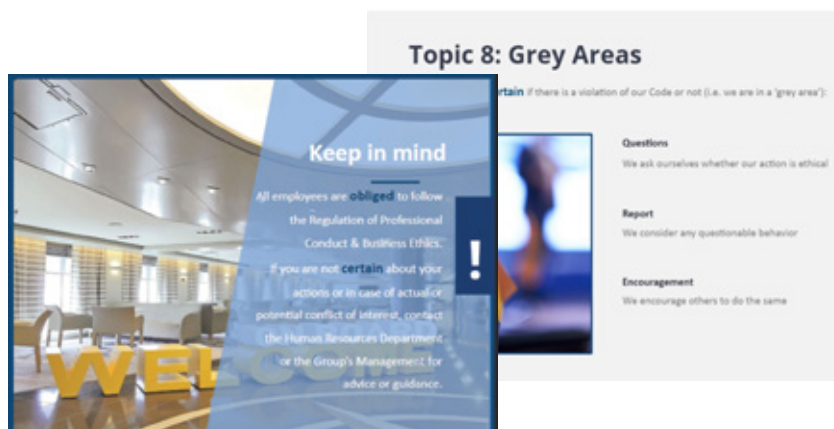 Topic 8: Grey Areas
rtain if there is a violation of our Code or not (i.e. we are in a 'grey area'):
Questions
We ask ourselves whether our action is ethical
Report
We consider any questionable behavior
Encouragement
We encourage others to do the same
Keep in mind
All employees are obliged to follow
the Regulation of Professional
Conduct & Business Ethics.
If you are not certain about your
actions or in case of actual or
potential conflict of interest, contact
the Human Resources Department
or the Group's Management for
advice or guidance.
!
WELCOME